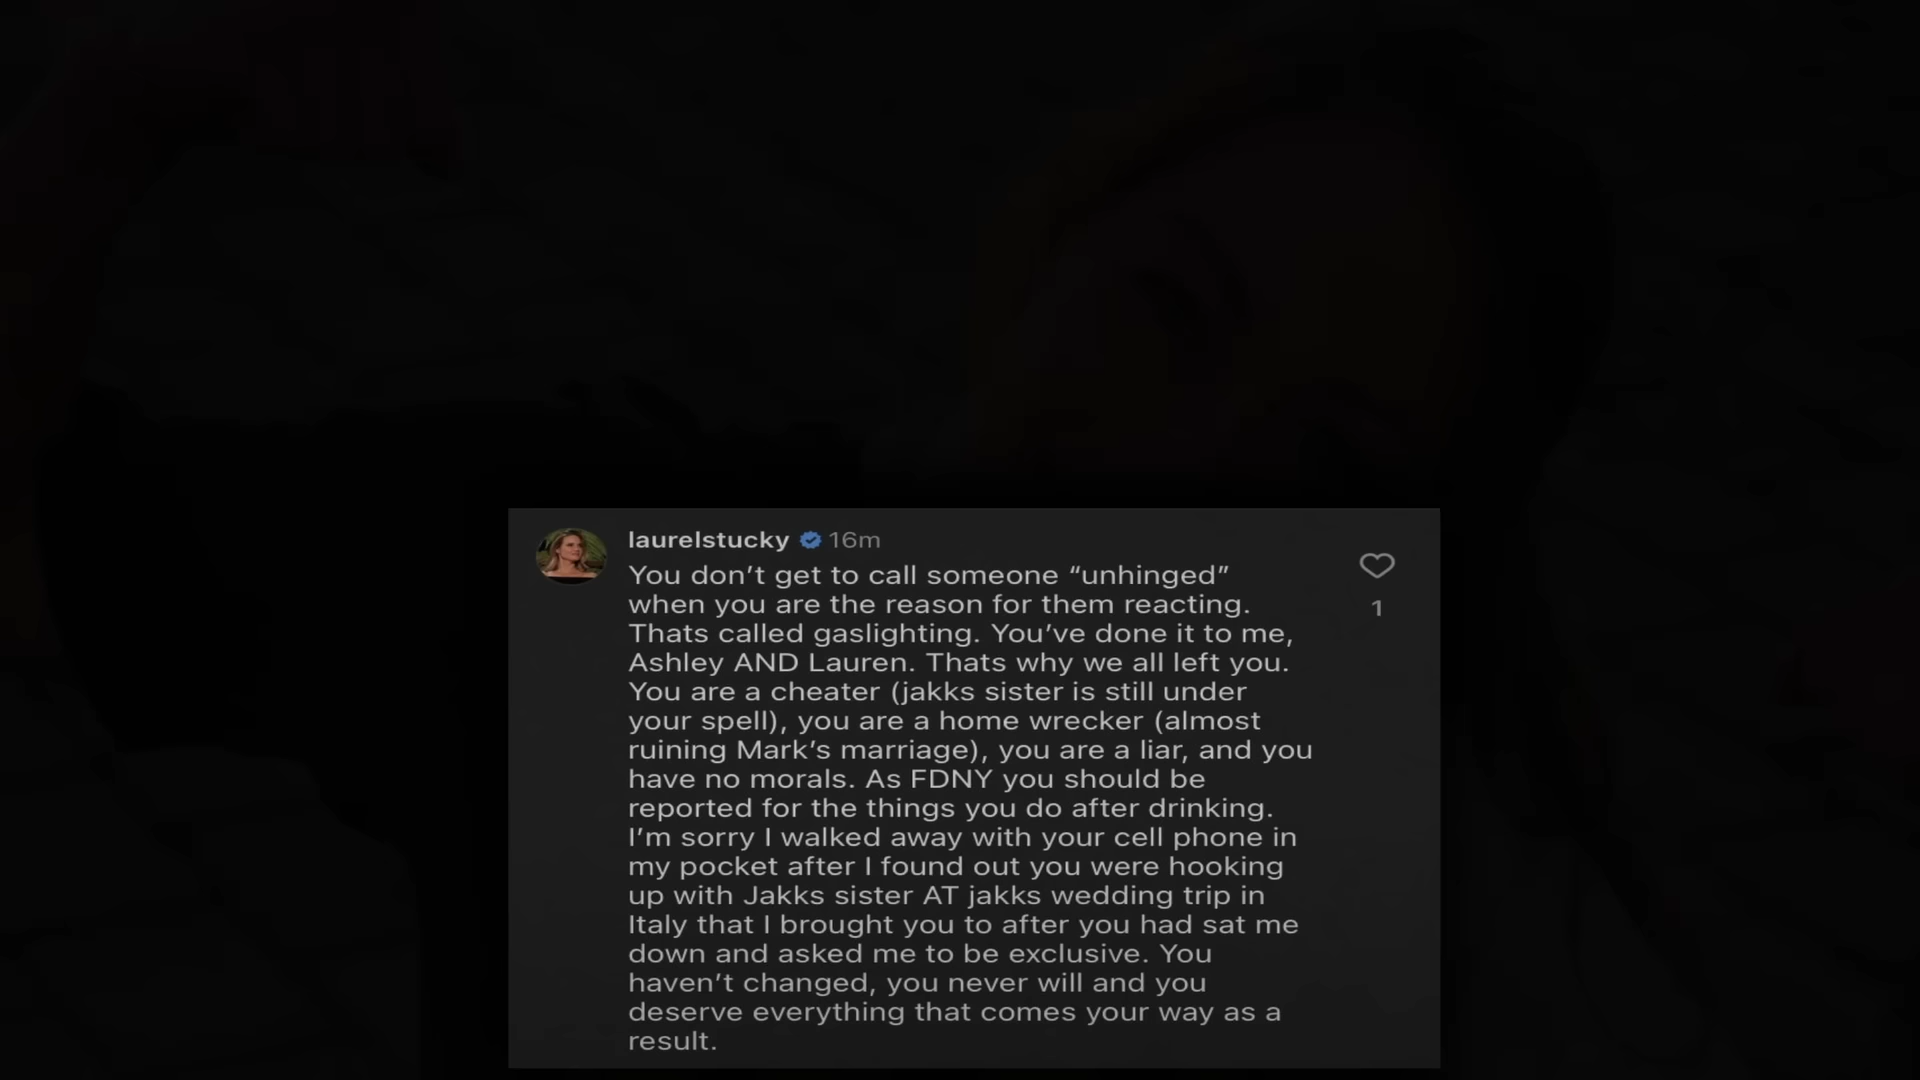 laurelstucky 16m
You don’t get to call someone “unhinged”
when you are the reason for them reacting.
Thats called gaslighting. You’ve done it to me,
Ashley AND Lauren. Thats why we all left you.
You are a cheater (jakks sister is still under
your spell), you are a home wrecker (almost
ruining Mark’s marriage), you are a liar, and you
have no morals. As FDNY you should be
reported for the things you do after drinking.
I’m sorry I walked away with your cell phone in
my pocket after I found out you were hooking
up with Jakks sister AT jakks wedding trip in
Italy that I brought you to after you had sat me
down and asked me to be exclusive. You
haven’t changed, you never will and you
deserve everything that comes your way as a
result.
1